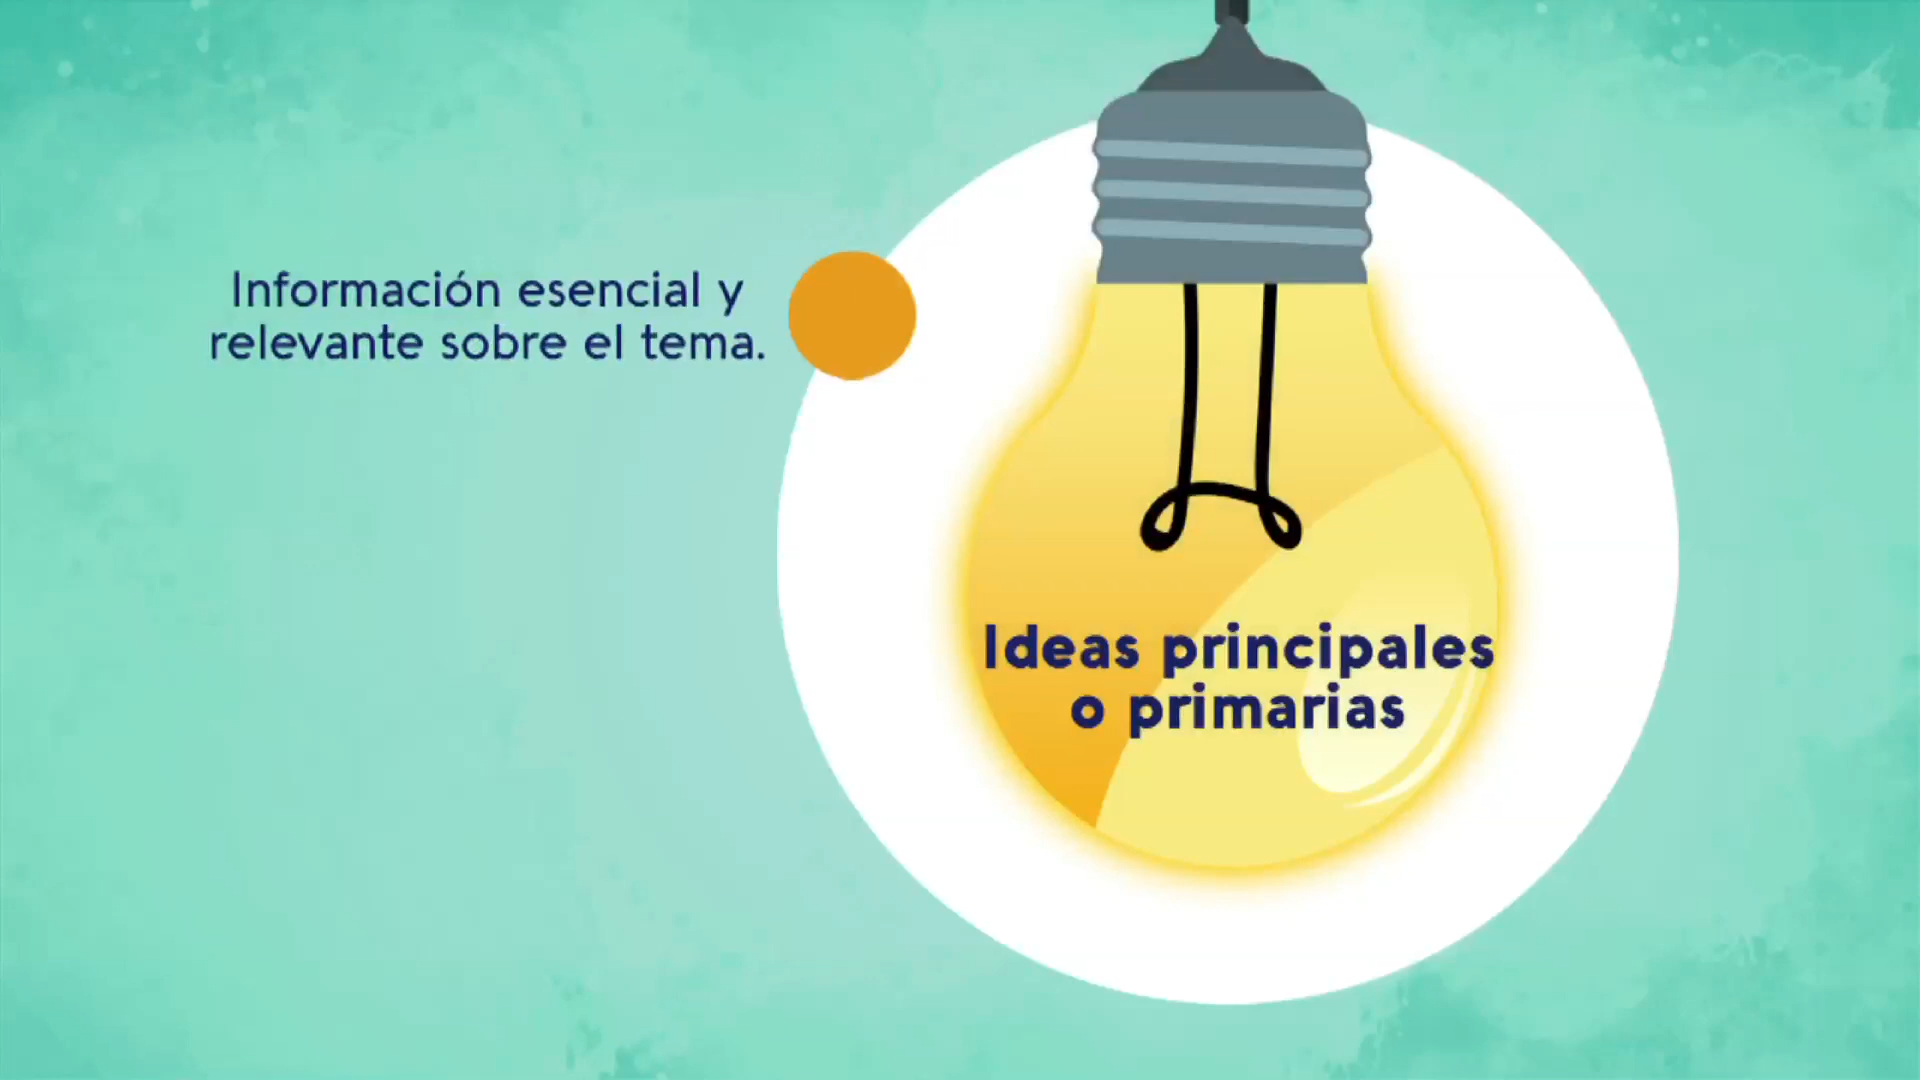 Información esencial y
relevante sobre el tema.
Ideas principales
o primarias